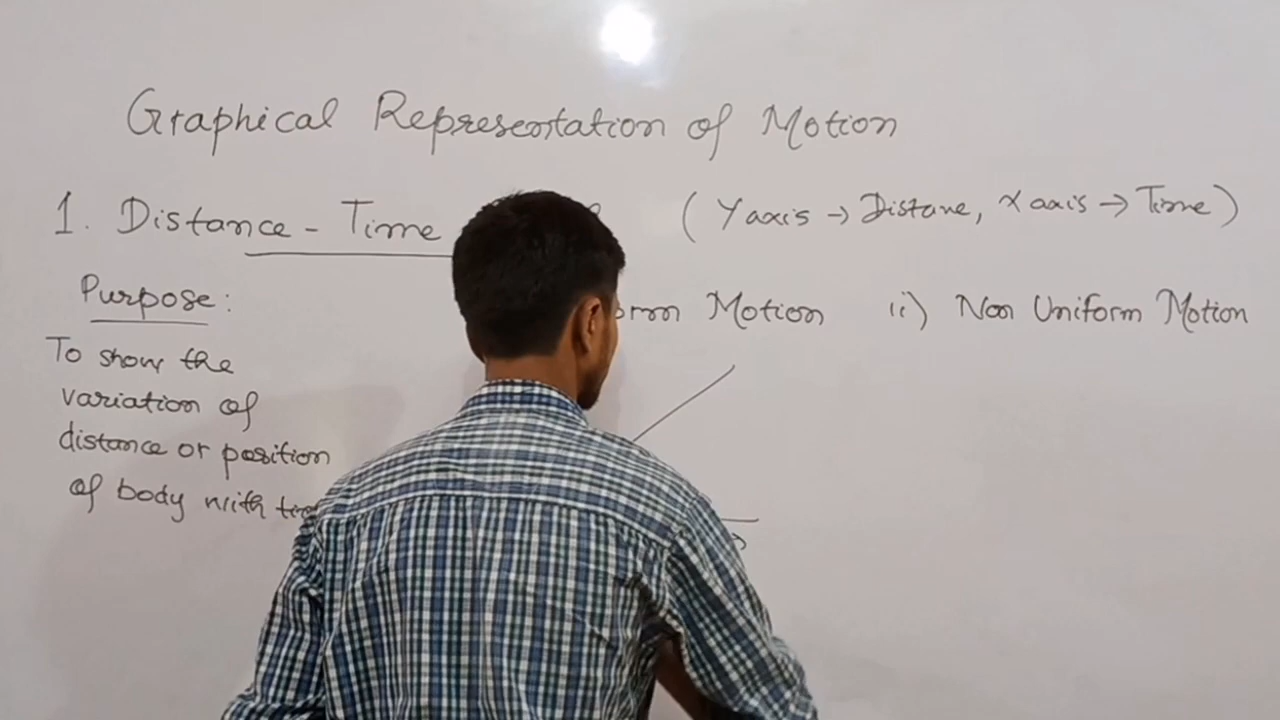 Graphical Representation of Motion
1. Distance - Time
(Y axis → Distane, X axis → Time)
Purpose:
Motion ii) Non Uniform Motion
To show the
variation of
distance or position
of body with